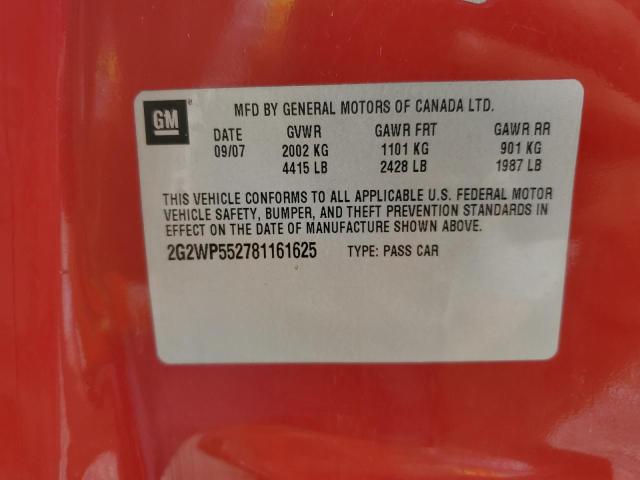 GM ® MFD BY GENERAL MOTORS OF CANADA LTD.
DATE GVWR GAWR FRT GAWR RR
09/07 2002 KG 1101 KG 901 KG
4415 LB 2428 LB 1987 LB
THIS VEHICLE CONFORMS TO ALL APPLICABLE U.S. FEDERAL MOTOR
VEHICLE SAFETY, BUMPER, AND THEFT PREVENTION STANDARDS IN
EFFECT ON THE DATE OF MANUFACTURE SHOWN ABOVE.
2G2WP552781161625 TYPE: PASS CAR